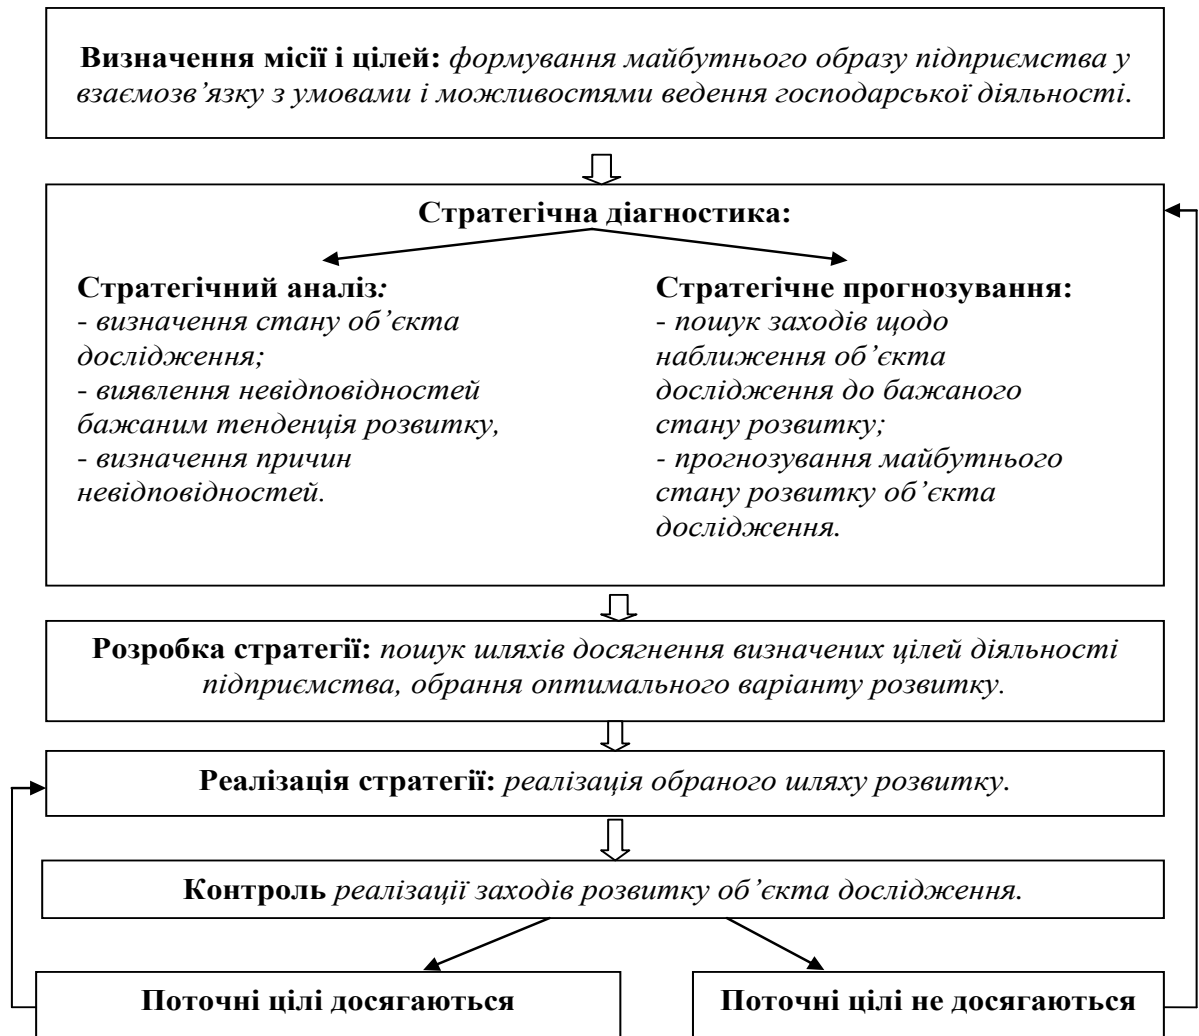 Визначення місії і цілей: формування майбутнього образу підприємства у
взаємозв’язку з умовами і можливостями ведення господарської діяльності.
Стратегічна діагностика:
Стратегічний аналіз:
- визначення стану об’єкта
дослідження;
- виявлення невідповідностей
бажаним тенденція розвитку,
- визначення причин
невідповідностей.
Стратегічне прогнозування:
- пошук заходів щодо
наближення об’єкта
дослідження до бажаного
стану розвитку;
- прогнозування майбутнього
стану розвитку об’єкта
дослідження.
Розробка стратегії: пошук шляхів досягнення визначених цілей діяльності
підприємства, обрання оптимального варіанту розвитку.
Реалізація стратегії: реалізація обраного шляху розвитку.
Контроль реалізації заходів розвитку об’єкта дослідження.
Поточні цілі досягаються
Поточні цілі не досягаються